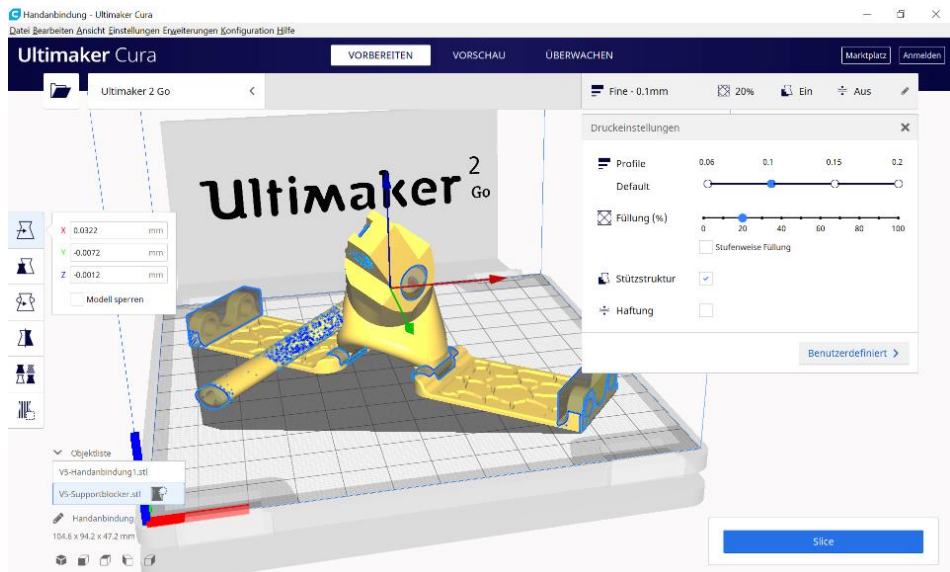 Handanbindung - Ultimaker Cura
Datei Bearbeiten Ansicht Einstellungen Erweiterungen Konfiguration Hilfe
Ultimaker Cura
VORBEREITEN
VORSCHAU
ÜBERWACHEN
Marktplatz
Anmelden
Ultimaker 2 Go
Fine - 0.1mm
20%
Ein
Aus
Druckeinstellungen
Profile
0.06 0.1 0.15 0.2
Default
Füllung (%)
0 20 40 60 80 100
Stufenweise Füllung
Stützstruktur
Haftung
Benutzerdefiniert
Ultimaker 2
Go
X 0.0322 mm
Y -0.0072 mm
Z -0.0012 mm
Modell sperren
Objektliste
V5-Handanbindung1.stl
V5-Supportblocker.stl
Handanbindung
104.6 x 94.2 x 47.2 mm
Slice